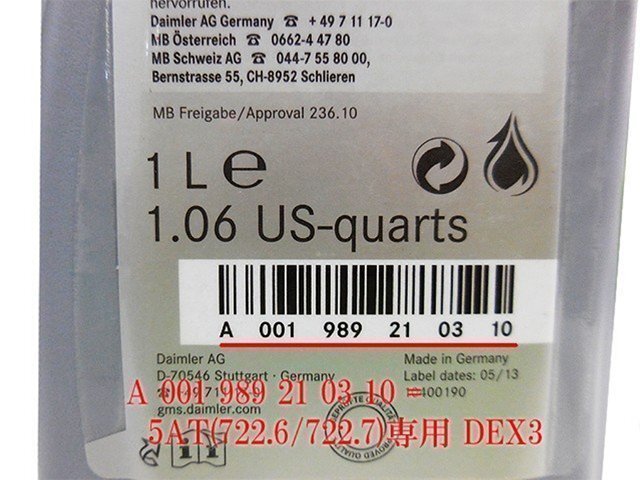 hervorrufen.
Daimler AG Germany ☎ + 49 7 11 17-0
MB Österreich ☎ 0662-4 47 80
MB Schweiz AG ☎ 044-7 55 80 00,
Bernstrasse 55, CH-8952 Schlieren
MB Freigabe/Approval 236.10
1 L e
1.06 US-quarts
A 001 989 21 03 10
Daimler AG
D-70546 Stuttgart · Germany
gms.daimler.com
Made in Germany
Label dates: 05/13
A 001 989 21 03 10 =
5AT(722.6/722.7)専用 DEX3